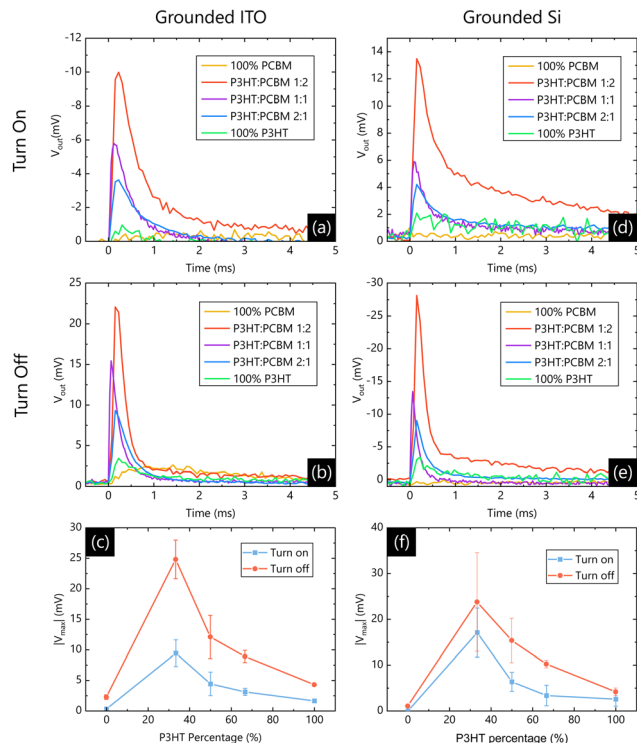 Grounded ITO
Grounded Si
Turn On
-12
-10
-8
-6
-4
-2
0
V_out(mV)
100% PCBM
P3HT:PCBM 1:2
P3HT:PCBM 1:1
P3HT:PCBM 2:1
100% P3HT
(a)
0 1 2 3 4 5
Time (ms)
14
12
10
8
6
4
2
0
V_out (mV)
100% PCBM
P3HT:PCBM 1:2
P3HT:PCBM 1:1
P3HT:PCBM 2:1
100% P3HT
(d)
0 1 2 3 4 5
Time (ms)
Turn Off
25
20
15
10
5
0
V_out (mV)
100% PCBM
P3HT:PCBM 1:2
P3HT:PCBM 1:1
P3HT:PCBM 2:1
100% P3HT
(b)
0 1 2 3 4 5
Time (ms)
-30
-25
-20
-15
-10
-5
0
V_out (mV)
100% PCBM
P3HT:PCBM 1:2
P3HT:PCBM 1:1
P3HT:PCBM 2:1
100% P3HT
(e)
0 1 2 3 4 5
Time (ms)
(c)
30
25
20
15
10
5
0
|V_max| (mV)
Turn on
Turn off
0 20 40 60 80 100
P3HT Percentage (%)
(f)
40
30
20
10
0
|V_max| (mV)
Turn on
Turn off
0 20 40 60 80 100
P3HT percentage (%)